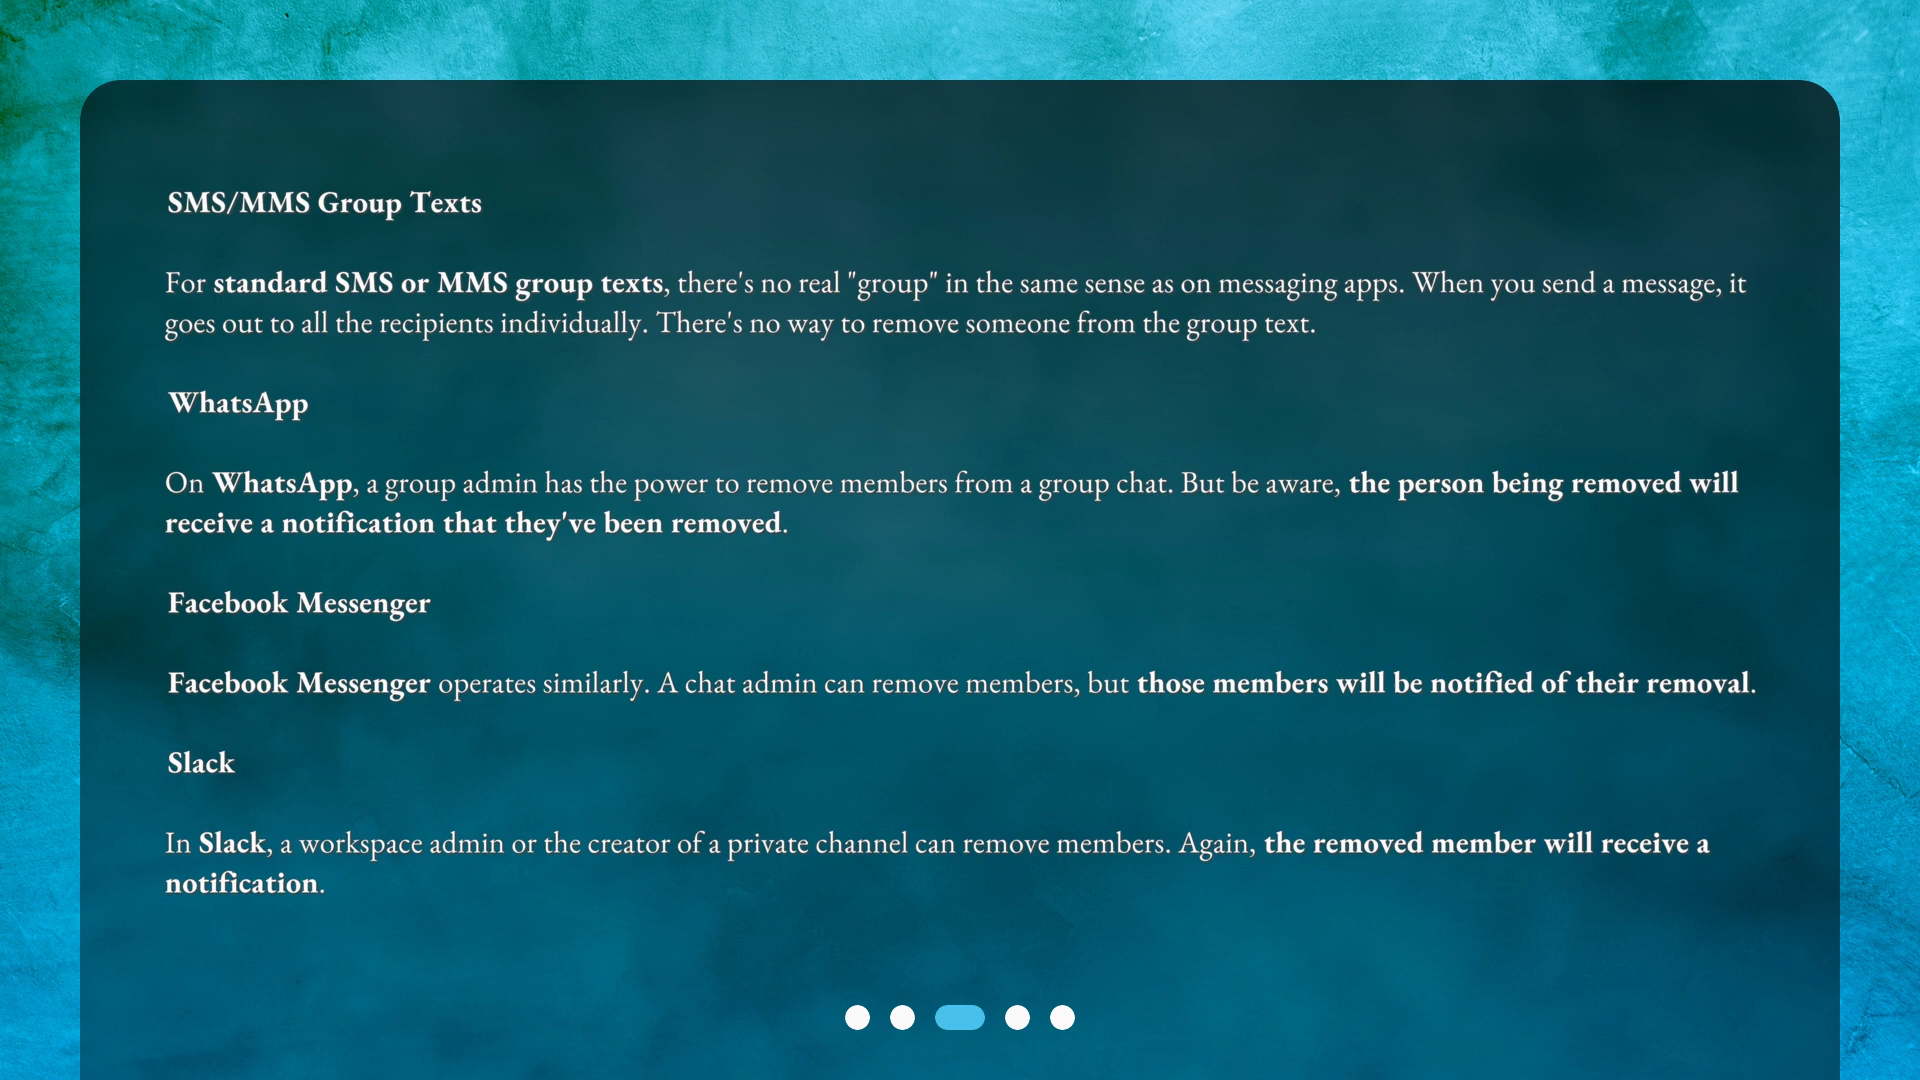 SMS/MMS Group Texts
For standard SMS or MMS group texts, there's no real "group" in the same sense as on messaging apps. When you send a message, it
goes out to all the recipients individually. There's no way to remove someone from the group text.
WhatsApp
On WhatsApp, a group admin has the power to remove members from a group chat. But be aware, the person being removed will
receive a notification that they've been removed.
Facebook Messenger
Facebook Messenger operates similarly. A chat admin can remove members, but those members will be notified of their removal.
Slack
In Slack, a workspace admin or the creator of a private channel can remove members. Again, the removed member will receive a
notification.